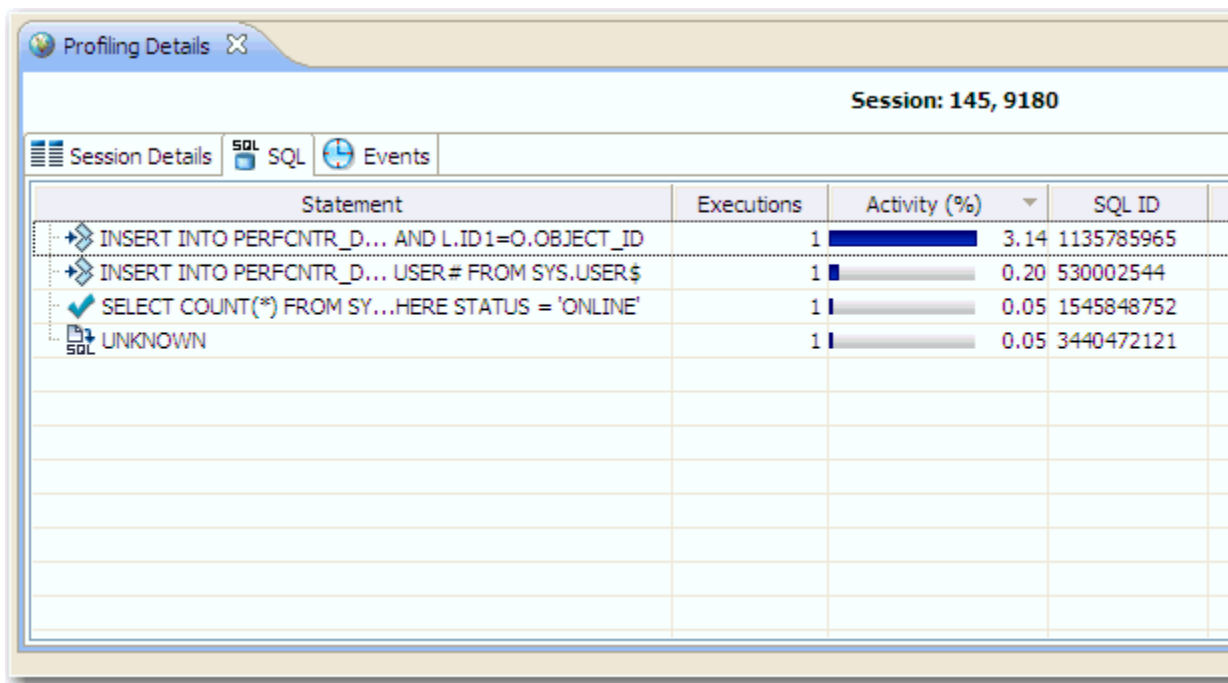 Profiling Details
Session: 145, 9180
Session Details SQL SQL Events
Statement Executions Activity (%) SQL ID
INSERT INTO PERFCNTR_D... AND L.ID1=O.OBJECT_ID 1 3.14 1135785965
INSERT INTO PERFCNTR_D... USER# FROM SYS.USER$ 1 0.20 530002544
SELECT COUNT(*) FROM SY...HERE STATUS = 'ONLINE' 1 0.05 1545848752
SQL UNKNOWN 1 0.05 3440472121